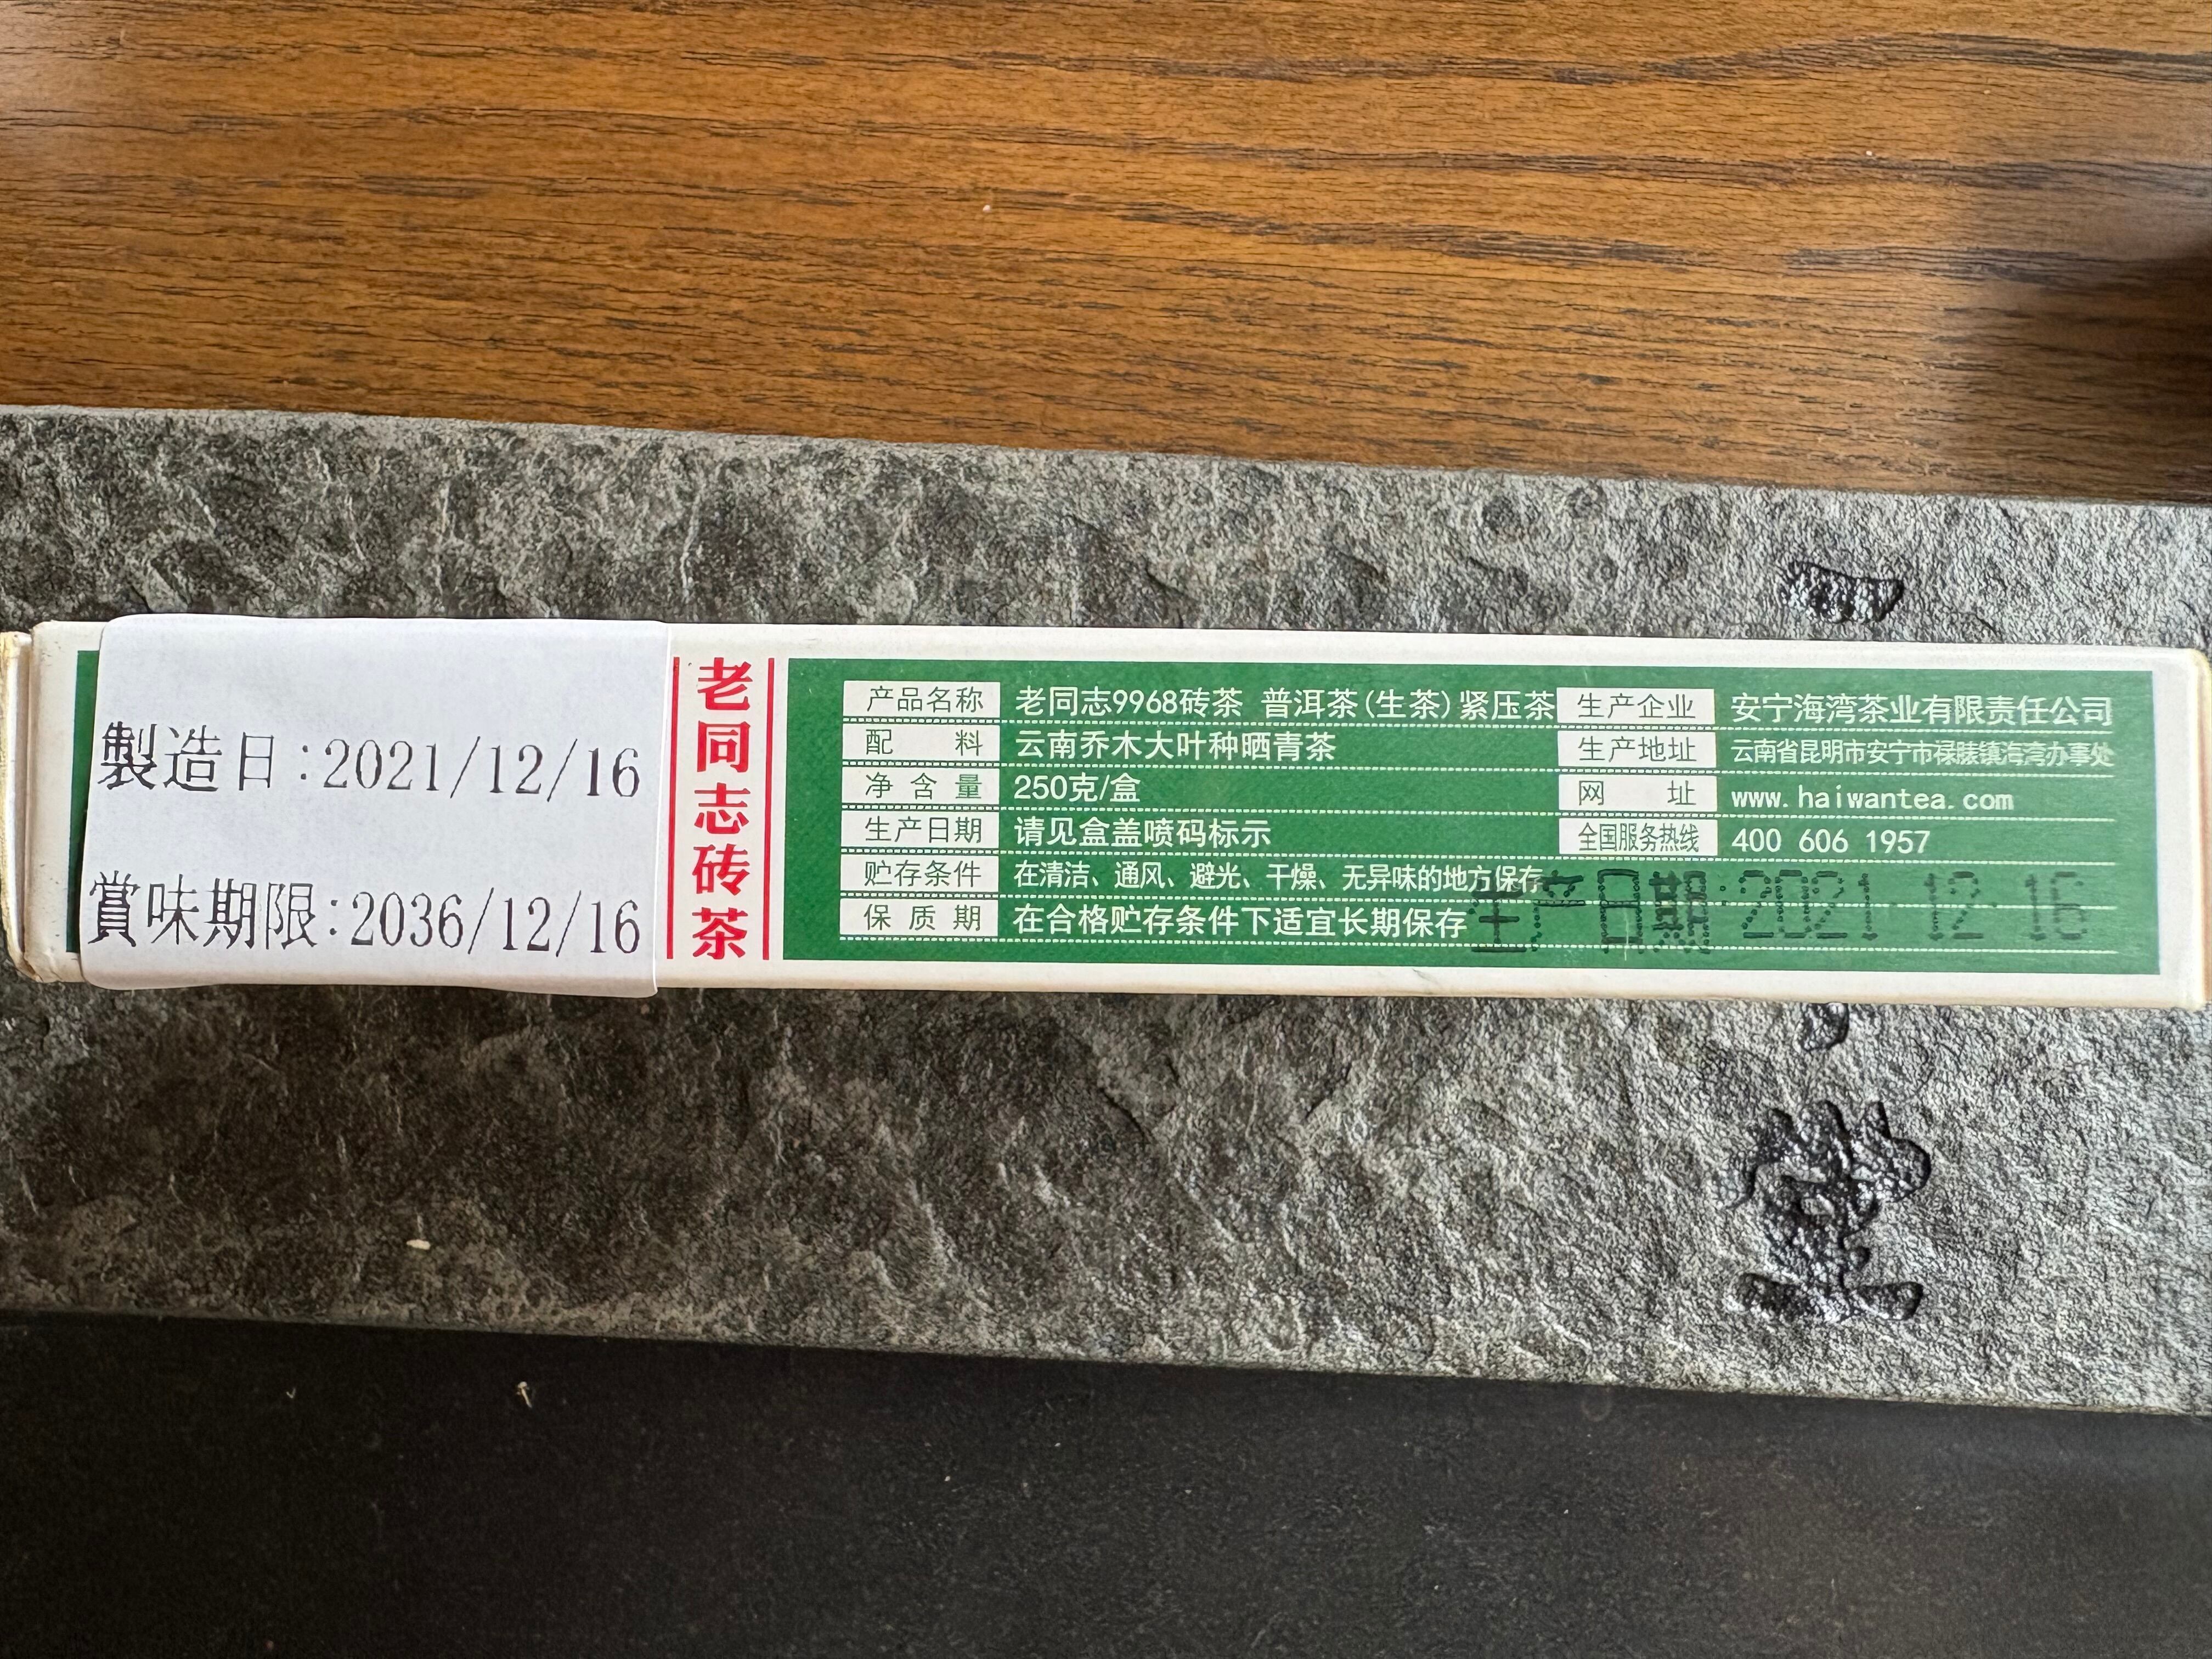 製造日:2021/12/16
賞味期限:2036/12/16
老同志砖茶
产品名称 老同志9968砖茶 普洱茶(生茶)紧压茶
配 料 云南乔木大叶种晒青茶
净 含 量 250克/盒
生产日期 请见盒盖喷码标示
贮存条件 在清洁、通风、避光、干燥、无异味的地方保存
保 质 期 在合格贮存条件下适宜长期保存
生产企业 安宁海湾茶业有限责任公司
生产地址 云南省昆明市安宁市禄脿镇海湾办事处
网 址 www.haiwantea.com
全国服务热线 400 606 1957
生产日期:2021 12 16